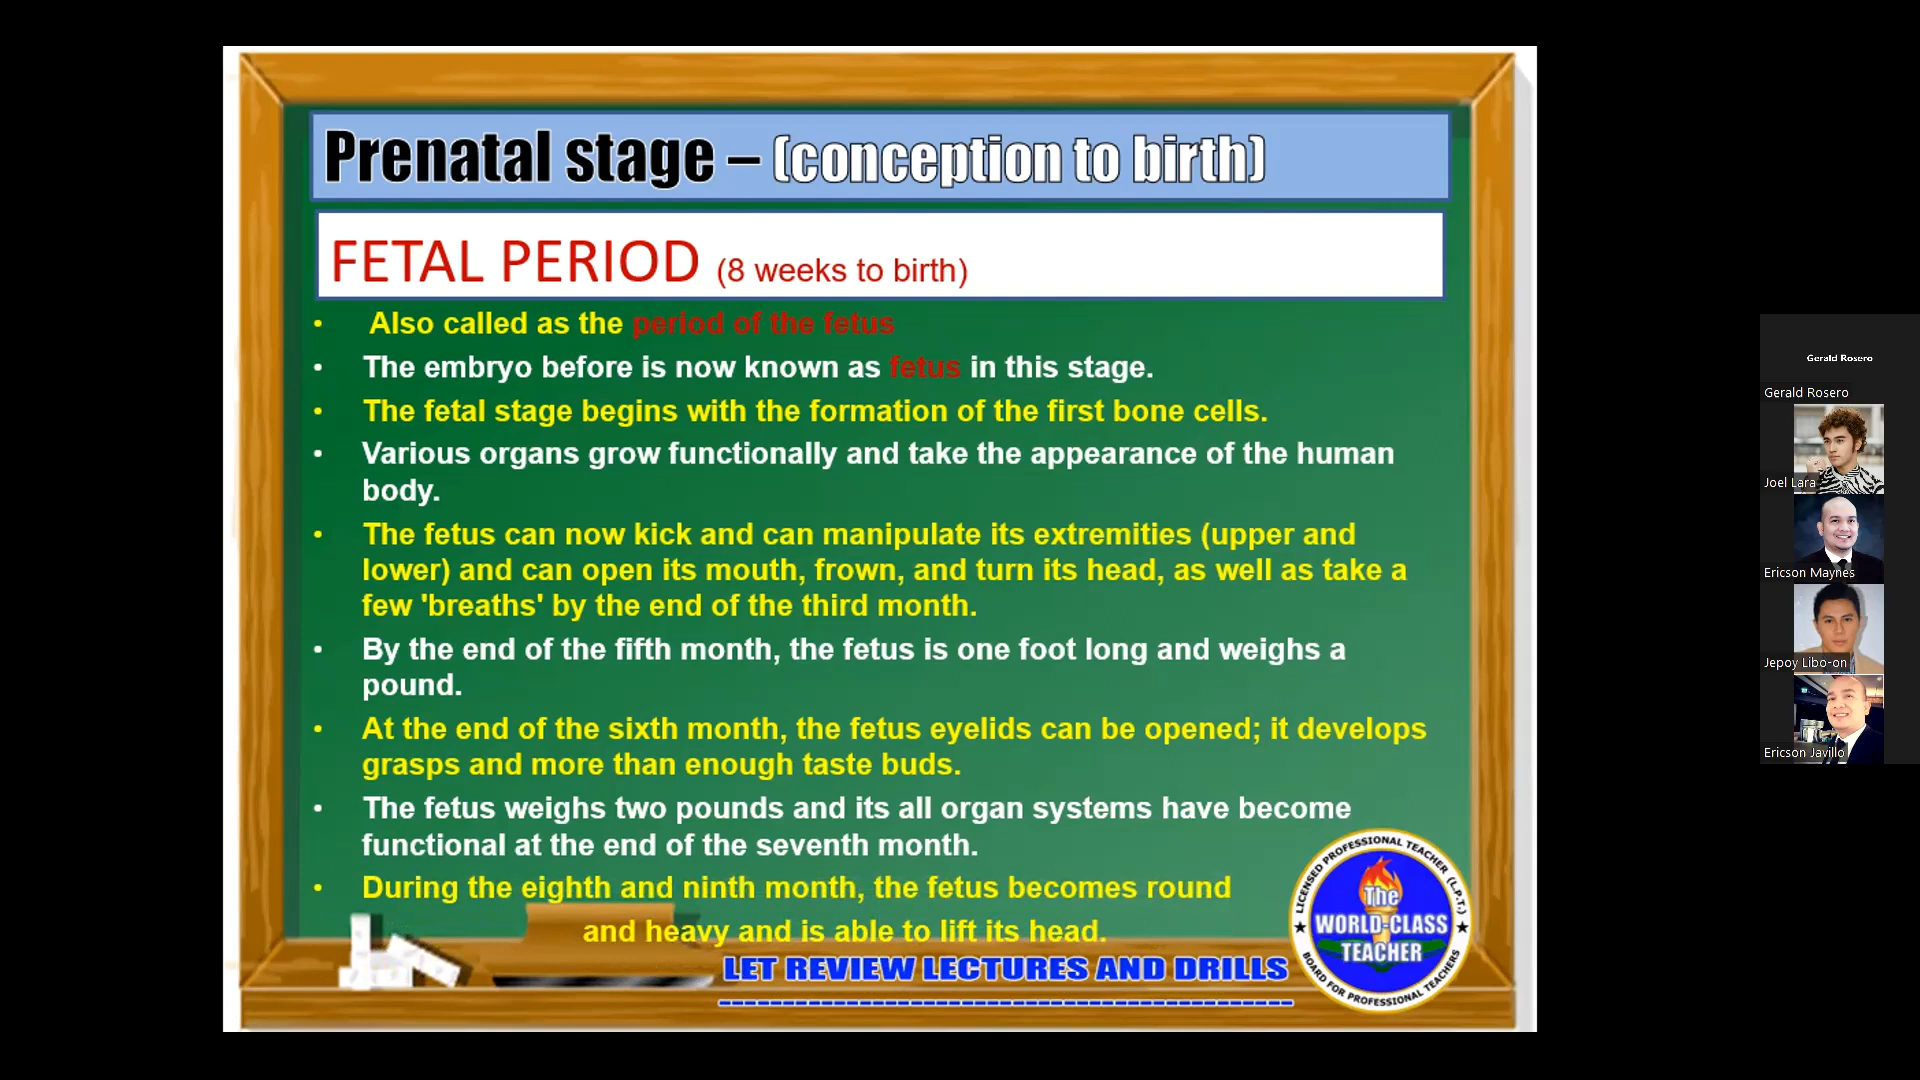 Prenatal stage – (conception to birth)
FETAL PERIOD (8 weeks to birth)
• Also called as the period of the fetus
• The embryo before is now known as fetus in this stage.
• The fetal stage begins with the formation of the first bone cells.
• Various organs grow functionally and take the appearance of the human
body.
• The fetus can now kick and can manipulate its extremities (upper and
lower) and can open its mouth, frown, and turn its head, as well as take a
few 'breaths' by the end of the third month.
• By the end of the fifth month, the fetus is one foot long and weighs a
pound.
• At the end of the sixth month, the fetus eyelids can be opened; it develops
grasps and more than enough taste buds.
• The fetus weighs two pounds and its all organ systems have become
functional at the end of the seventh month.
• During the eighth and ninth month, the fetus becomes round
and heavy and is able to lift its head.
LET REVIEW LECTURES AND DRILLS
LICENSED PROFESSIONAL TEACHER (L.P.T.)
The
WORLD-CLASS
TEACHER
BOARD FOR PROFESSIONAL TEACHERS
Gerald Rosero
Gerald Rosero
Joel Lara
Ericson Maynes
Jepoy Libo-on
Ericson Javillo